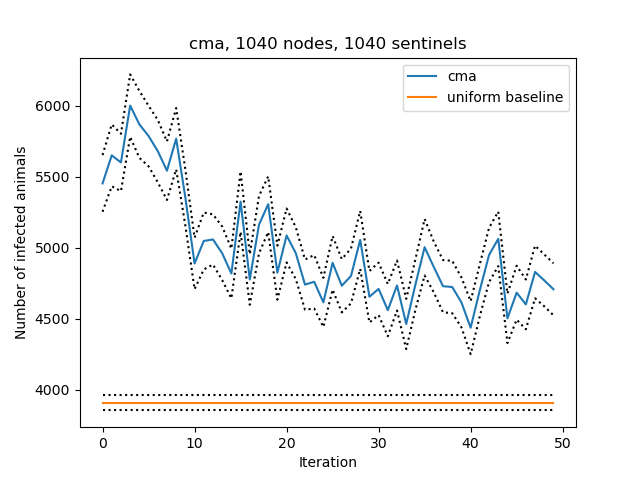 cma, 1040 nodes, 1040 sentinels
cma
uniform baseline
Number of infected animals
6000
5500
5000
4500
4000
0 10 20 30 40 50
Iteration